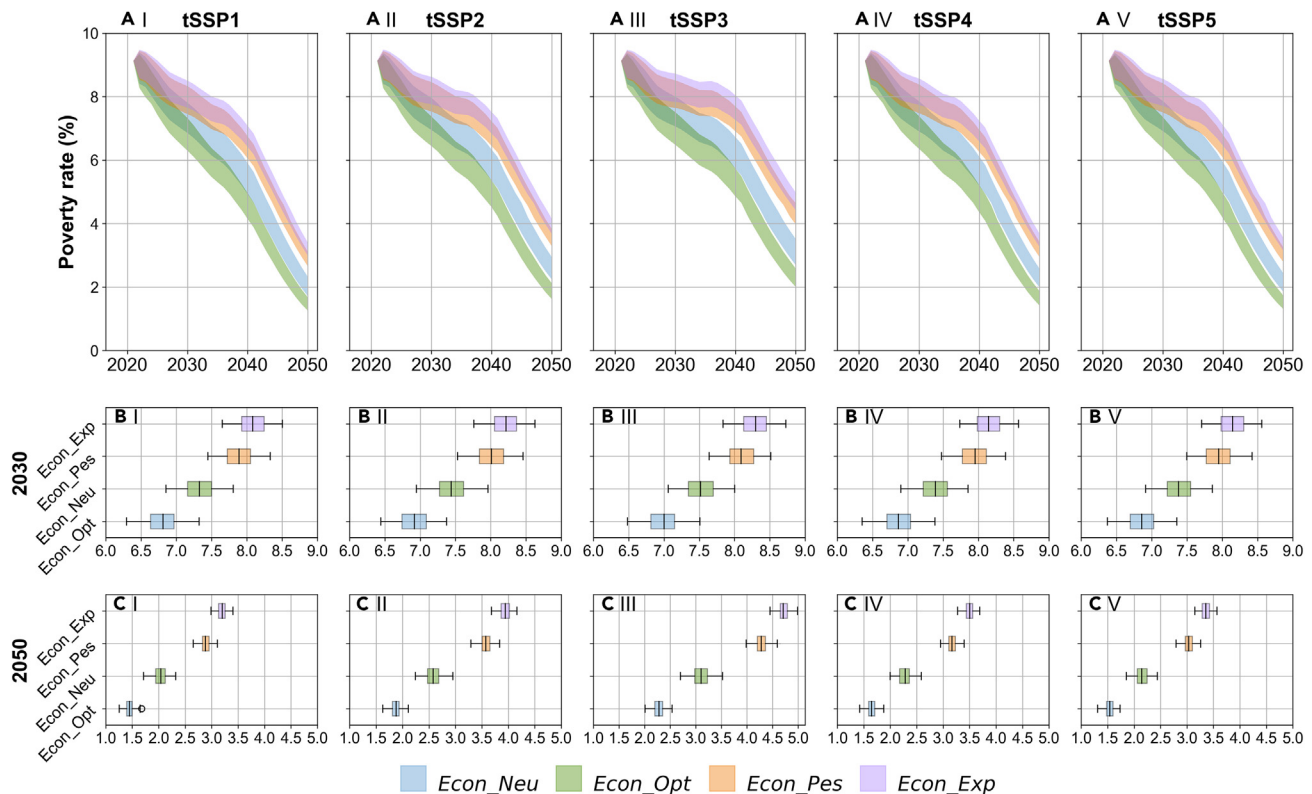 A I tSSP1 A II tSSP2 A III tSSP3 A IV tSSP4 A V tSSP5
Poverty rate (%)
10
8
6
4
2
0
2020 2030 2040 2050 2020 2030 2040 2050 2020 2030 2040 2050 2020 2030 2040 2050 2020 2030 2040 2050
2030
B I B II B III B IV B V
Econ_Exp
Econ_Pes
Econ_Neu
Econ_Opt
6.0 6.5 7.0 7.5 8.0 8.5 9.0 6.0 6.5 7.0 7.5 8.0 8.5 9.0 6.0 6.5 7.0 7.5 8.0 8.5 9.0 6.0 6.5 7.0 7.5 8.0 8.5 9.0 6.0 6.5 7.0 7.5 8.0 8.5 9.0
2050
C I C II C III C IV C V
Econ_Exp
Econ_Pes
Econ_Neu
Econ_Opt
1.0 1.5 2.0 2.5 3.0 3.5 4.0 4.5 5.0 1.0 1.5 2.0 2.5 3.0 3.5 4.0 4.5 5.0 1.0 1.5 2.0 2.5 3.0 3.5 4.0 4.5 5.0 1.0 1.5 2.0 2.5 3.0 3.5 4.0 4.5 5.0 1.0 1.5 2.0 2.5 3.0 3.5 4.0 4.5 5.0
Econ_Neu Econ_Opt Econ_Pes Econ_Exp